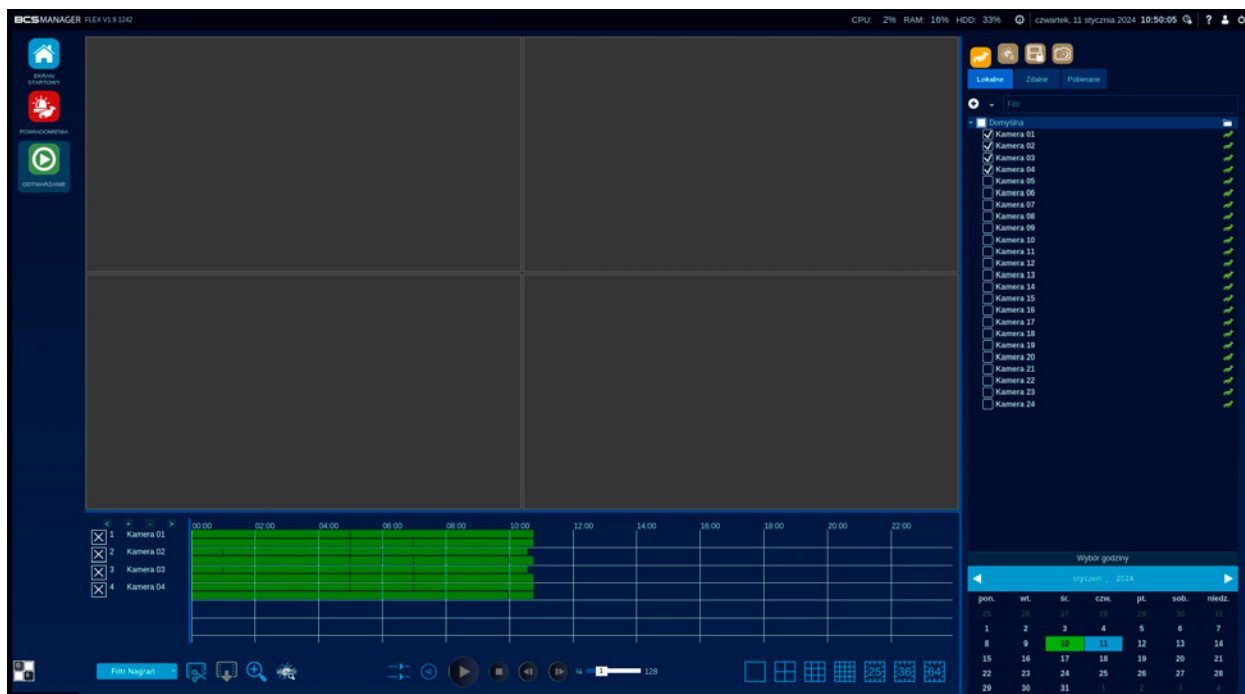 BCSMANAGER FLEX V1.9.1242
CPU: 2% RAM: 16% HDD: 33% czwartek, 11 stycznia 2024 10:50:05 ?
EKRAN
STARTOWY
POWIADOMIENIA
ODTWARZANIE
Lokalne Zdalne Pobierane
Filtr
Domyślna
Kamera 01
Kamera 02
Kamera 03
Kamera 04
Kamera 05
Kamera 06
Kamera 07
Kamera 08
Kamera 09
Kamera 10
Kamera 11
Kamera 12
Kamera 13
Kamera 14
Kamera 15
Kamera 16
Kamera 17
Kamera 18
Kamera 19
Kamera 20
Kamera 21
Kamera 22
Kamera 23
Kamera 24
< + - > 00:00 02:00 04:00 06:00 08:00 10:00 12:00 14:00 16:00 18:00 20:00 22:00
1 Kamera 01
2 Kamera 02
3 Kamera 03
4 Kamera 04
Filtr Nagrań
¼ 1 128
25 36 64
Wybór godziny
styczeń 2024
pon. wt. śr. czw. pt. sob. niedz.
25 26 27 28 29 30 31
1 2 3 4 5 6 7
8 9 10 11 12 13 14
15 16 17 18 19 20 21
22 23 24 25 26 27 28
29 30 31 1 2 3 4